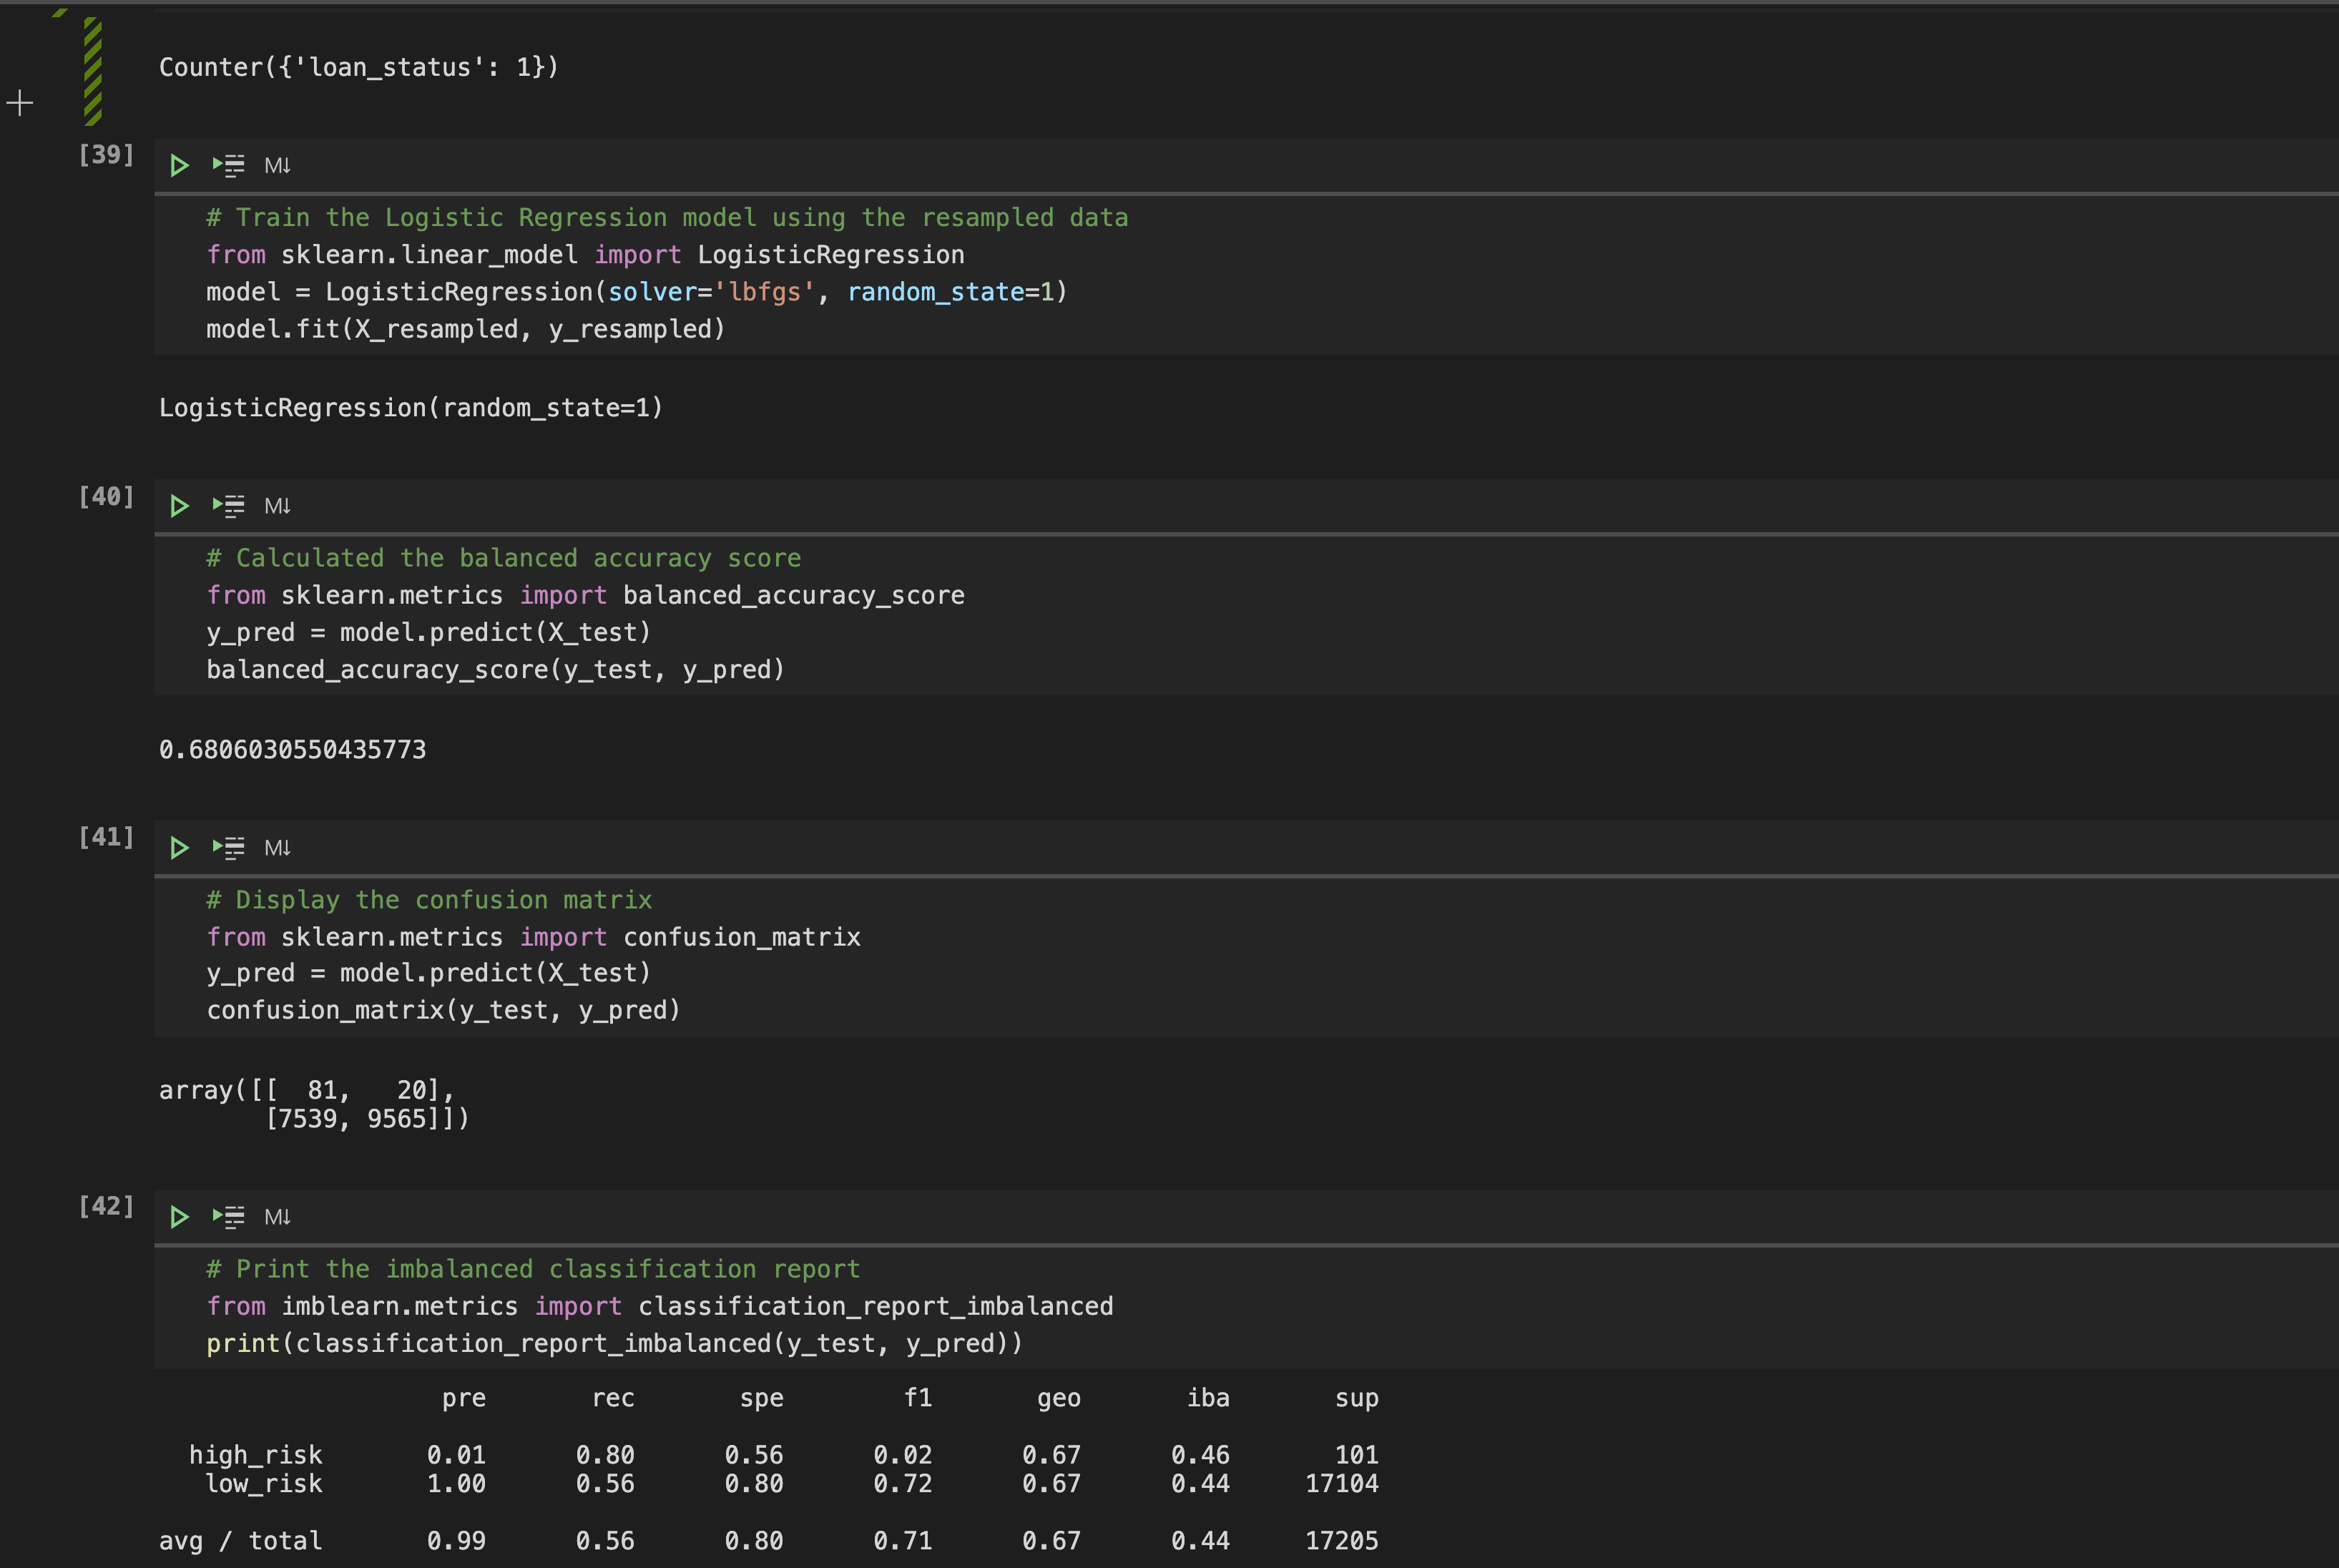 Counter({'loan_status': 1})
[39]
M↓
# Train the Logistic Regression model using the resampled data
from sklearn.linear_model import LogisticRegression
model = LogisticRegression(solver='lbfgs', random_state=1)
model.fit(X_resampled, y_resampled)
LogisticRegression(random_state=1)
[40]
M↓
# Calculated the balanced accuracy score
from sklearn.metrics import balanced_accuracy_score
y_pred = model.predict(X_test)
balanced_accuracy_score(y_test, y_pred)
0.6806030550435773
[41]
M↓
# Display the confusion matrix
from sklearn.metrics import confusion_matrix
y_pred = model.predict(X_test)
confusion_matrix(y_test, y_pred)
array([[  81,   20],
       [7539, 9565]])
[42]
M↓
# Print the imbalanced classification report
from imblearn.metrics import classification_report_imbalanced
print(classification_report_imbalanced(y_test, y_pred))
pre rec spe f1 geo iba sup
high_risk 0.01 0.80 0.56 0.02 0.67 0.46 101
low_risk 1.00 0.56 0.80 0.72 0.67 0.44 17104
avg / total 0.99 0.56 0.80 0.71 0.67 0.44 17205